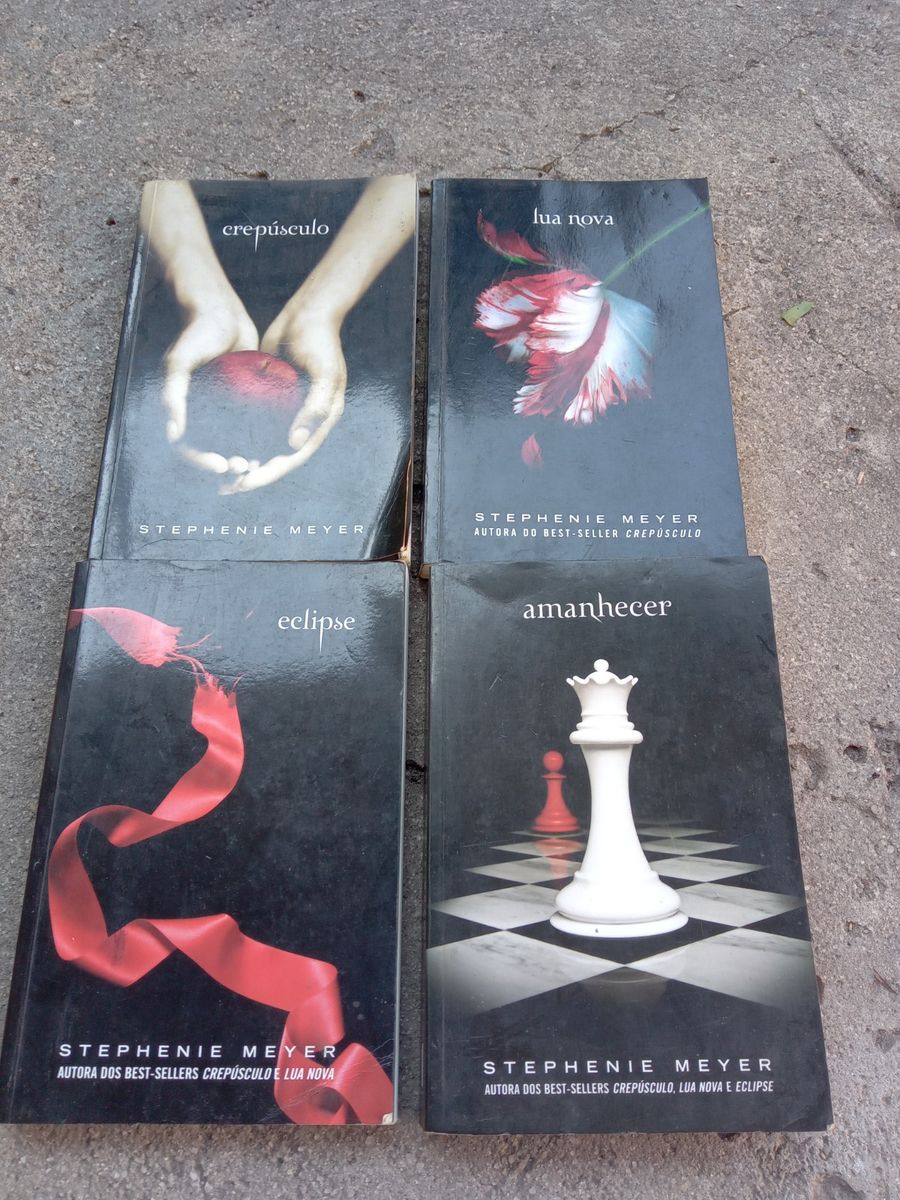 crepúsculo
STEPHENIE MEYER
lua nova
STEPHENIE MEYER
AUTORA DO BEST-SELLER CREPÚSCULO
eclipse
STEPHENIE MEYER
AUTORA DOS BEST-SELLERS CREPÚSCULO E LUA NOVA
amanhecer
STEPHENIE MEYER
AUTORA DOS BEST-SELLERS CREPÚSCULO, LUA NOVA E ECLIPSE